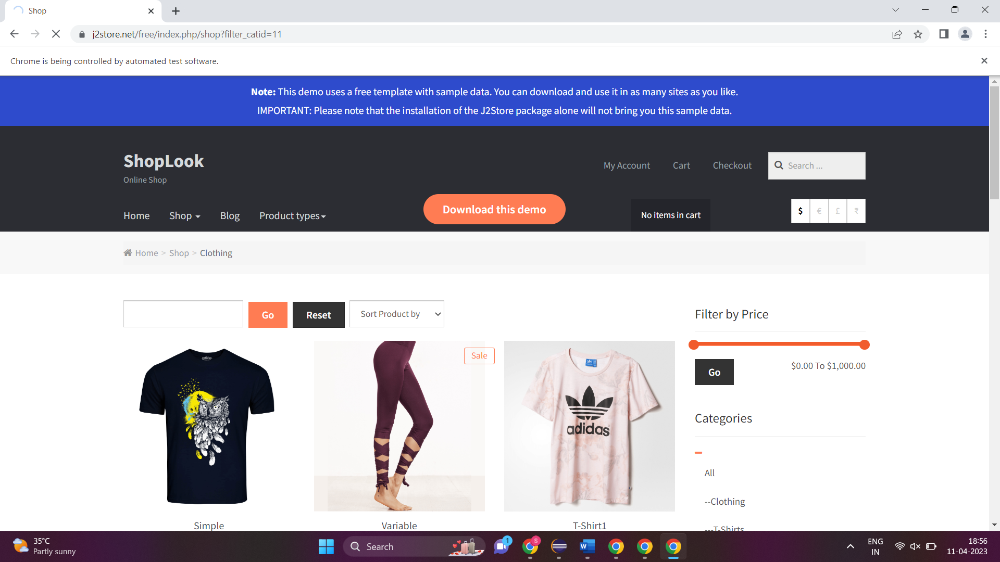 Shop
j2store.net/free/index.php/shop?filter_catid=11
Chrome is being controlled by automated test software.
Note: This demo uses a free template with sample data. You can download and use it in as many sites as you like.
IMPORTANT: Please note that the installation of the J2Store package alone will not bring you this sample data.
ShopLook
Online Shop
My Account
Cart
Checkout
Search ...
Home
Shop
Blog
Product types
Download this demo
No items in cart
$ € £ ₹
Home > Shop > Clothing
Go
Reset
Sort Product by
Filter by Price
Sale
Go
$0.00 To $1,000.00
adidas
Categories
All
--Clothing
---T-Shirts
Simple
Variable
T-Shirt1
35°C
Partly sunny
Search
1
S
W
ENG
IN
18:56
11-04-2023